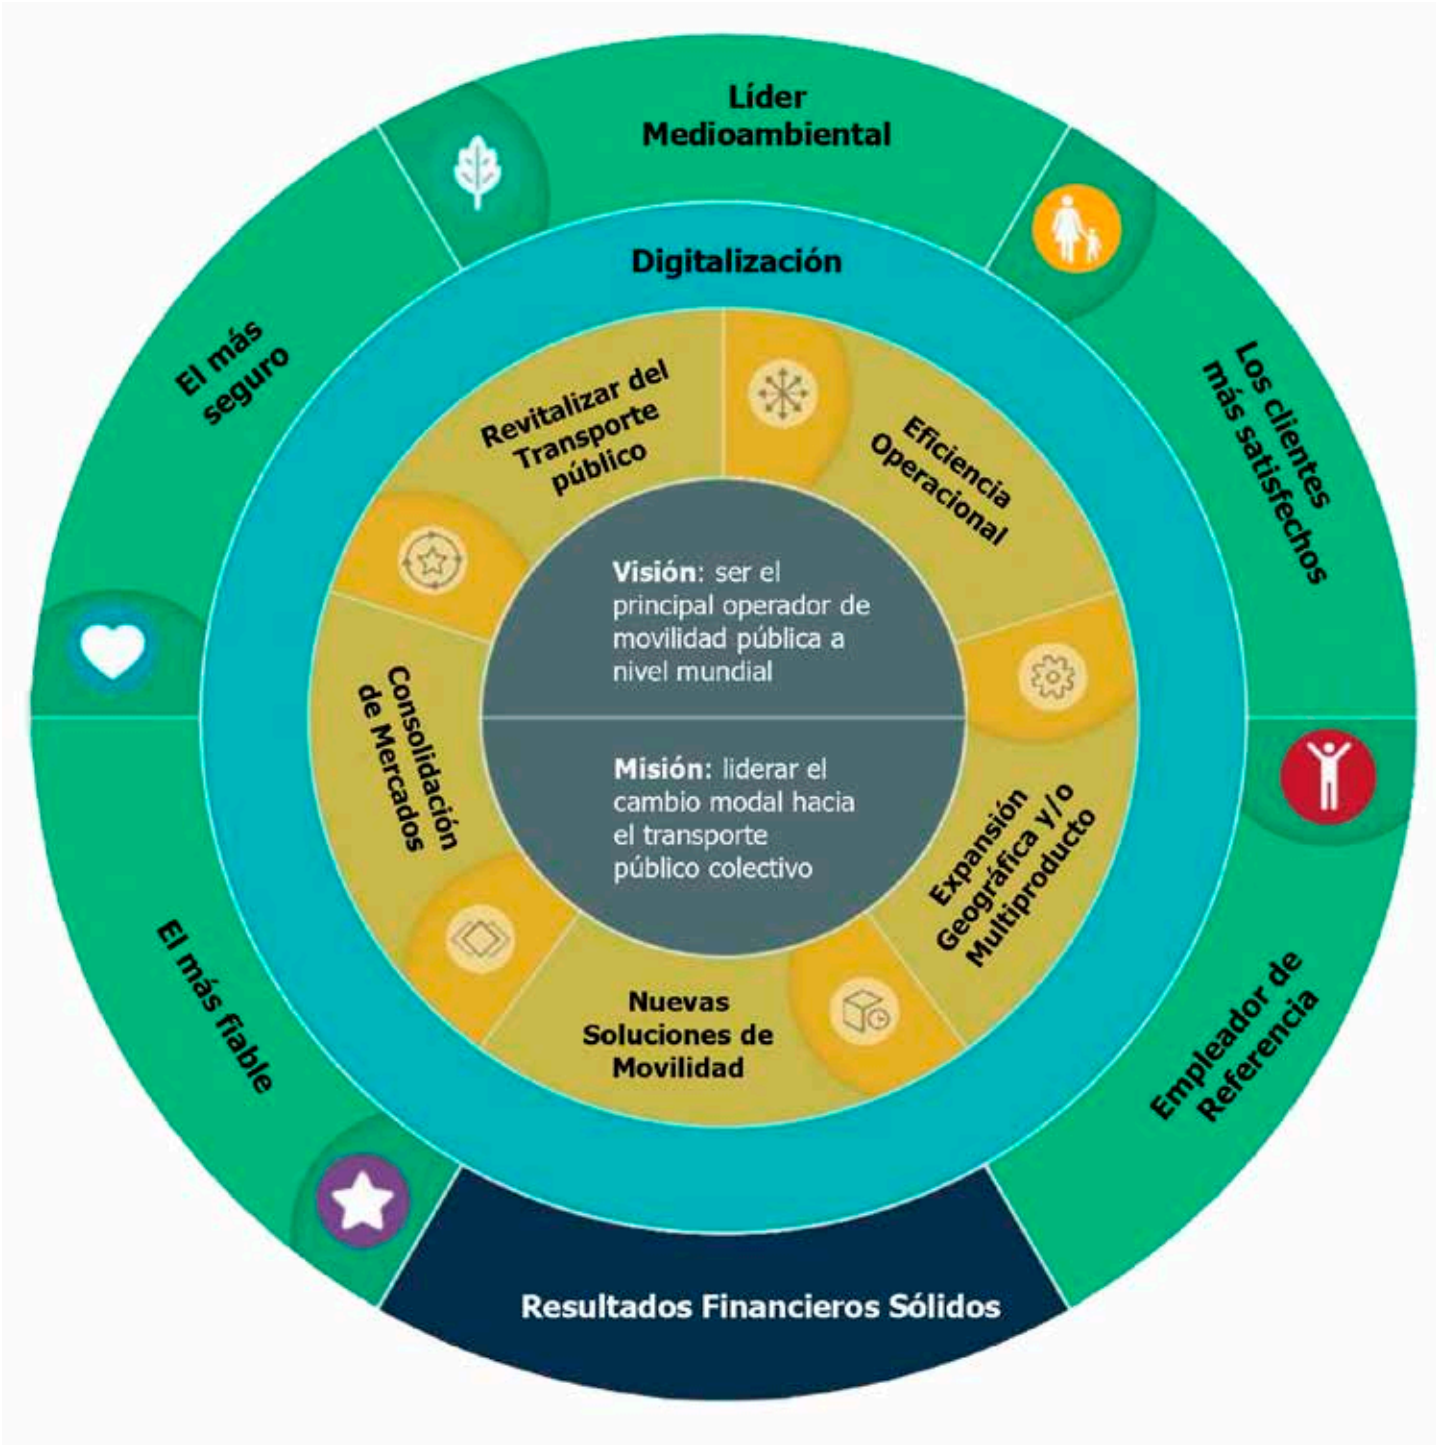 Líder
Medioambiental
Digitalización
El más
seguro
Los clientes
más satisfechos
Revitalizar del
Transporte
público
Eficiencia
Operacional
Visión: ser el
principal operador de
movilidad pública a
nivel mundial
Consolidación
de Mercados
Misión: liderar el
cambio modal hacia
el transporte
público colectivo
Expansión
Geográfica y/o
Multiproducto
El más fiable
Nuevas
Soluciones de
Movilidad
Empleador de
Referencia
Resultados Financieros Sólidos